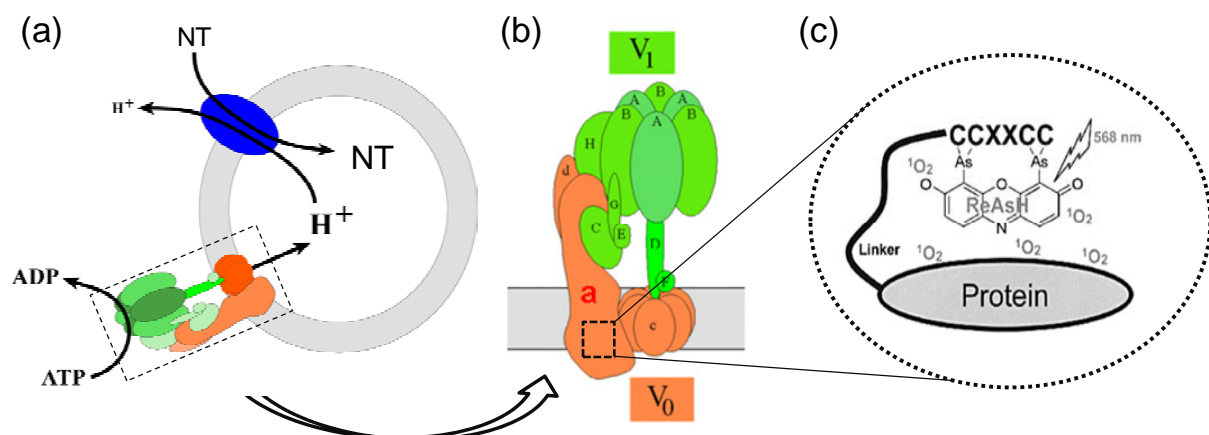 (a)
NT
H⁺
NT
H⁺
ADP
ATP
(b)
V₁
B
A
A
B
B
A
H
d
G
C
E
D
F
a
c
V₀
(c)
CCXXCC
568 nm
As
As
¹O₂
O
O
O
ReAsH
¹O₂
N
Linker
¹O₂
¹O₂
¹O₂
Protein